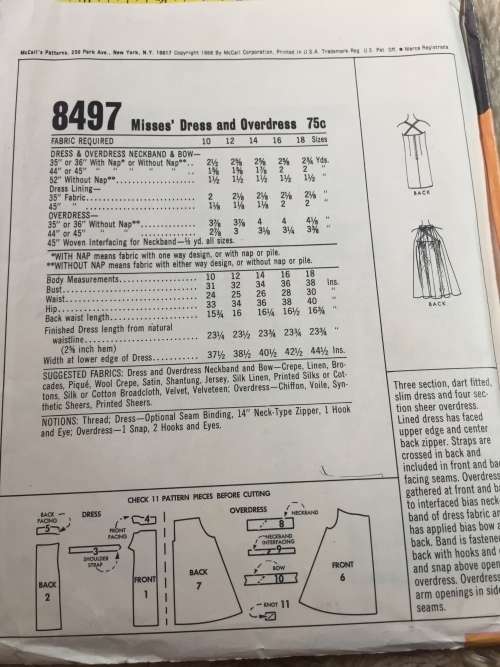 McCall's Patterns, 230 Park Ave., New York, N.Y. 10017 Copyright 1966 By McCall Corporation, Printed in U.S.A. Trademark Reg. U.S. Pat. Off. • Marca Registrada
8497 Misses' Dress and Overdress 75c
FABRIC REQUIRED 10 12 14 16 18 Sizes
DRESS & OVERDRESS NECKBAND & BOW—
35" or 36" With Nap* or Without Nap**.. 2½ 2⅝ 2⅝ 2⅝ 2¾ Yds.
44" or 45" " " " " " .. 1⅝ 1⅝ 1⅞ 2 2 "
52" Without Nap** 1½ 1½ 1½ 1½ 1½ "
Dress Lining—
35" Fabric 2 2⅛ 2⅛ 2⅛ 2⅛ "
45" " 1⅛ 1⅛ 1⅛ 2 2 "
OVERDRESS—
35" or 36" Without Nap** 3⅞ 3⅞ 4 4 4⅛ "
44" or 45" " " 2⅞ 3 3⅛ 3¼ 3⅜ "
45" Woven Interfacing for Neckband—⅛ yd. all sizes.
*WITH NAP means fabric with one way design, or with nap or pile.
**WITHOUT NAP means fabric with either way design, or without nap or pile.
Body Measurements 10 12 14 16 18
Bust 31 32 34 36 38 Ins.
Waist 24 25 26 28 30 "
Hip 33 34 36 38 40 "
Back waist length 15¾ 16 16¼ 16½ 16¾ "
Finished Dress length from natural
waistline 23¼ 23½ 23¾ 23¾ 23¾ "
(2¾ inch hem)
Width at lower edge of Dress 37½ 38½ 40½ 42½ 44½ Ins.
SUGGESTED FABRICS: Dress and Overdress Neckband and Bow—Crepe, Linen, Bro-
cades, Piqué, Wool Crepe, Satin, Shantung, Jersey, Silk Linen, Printed Silks or Cot-
tons, Silk or Cotton Broadcloth, Velvet, Velveteen; Overdress—Chiffon, Voile, Syn-
thetic Sheers, Printed Sheers.
NOTIONS: Thread; Dress—Optional Seam Binding, 14" Neck-Type Zipper, 1 Hook
and Eye; Overdress—1 Snap, 2 Hooks and Eyes.
BACK
BACK
Three section, dart fitted,
slim dress and four sec-
tion sheer overdress.
Lined dress has faced
upper edge and center
back zipper. Straps are
crossed in back and
included in front and ba
facing seams. Overdress
gathered at front and b
to interfaced bias neck
band of dress fabric an
has applied bias bow a
back. Band is fastene
back with hooks and
and snap above open
overdress. Overdress
arm openings in side
seams.
CHECK 11 PATTERN PIECES BEFORE CUTTING
DRESS
BACK FACING
5
4
FRONT FACING
3
SHOULDER STRAP
BACK
2
FRONT
1
OVERDRESS
NECKBAND
8
NECKBAND INTERFACING
9
BOW
10
KNOT 11
BACK
7
FRONT
6